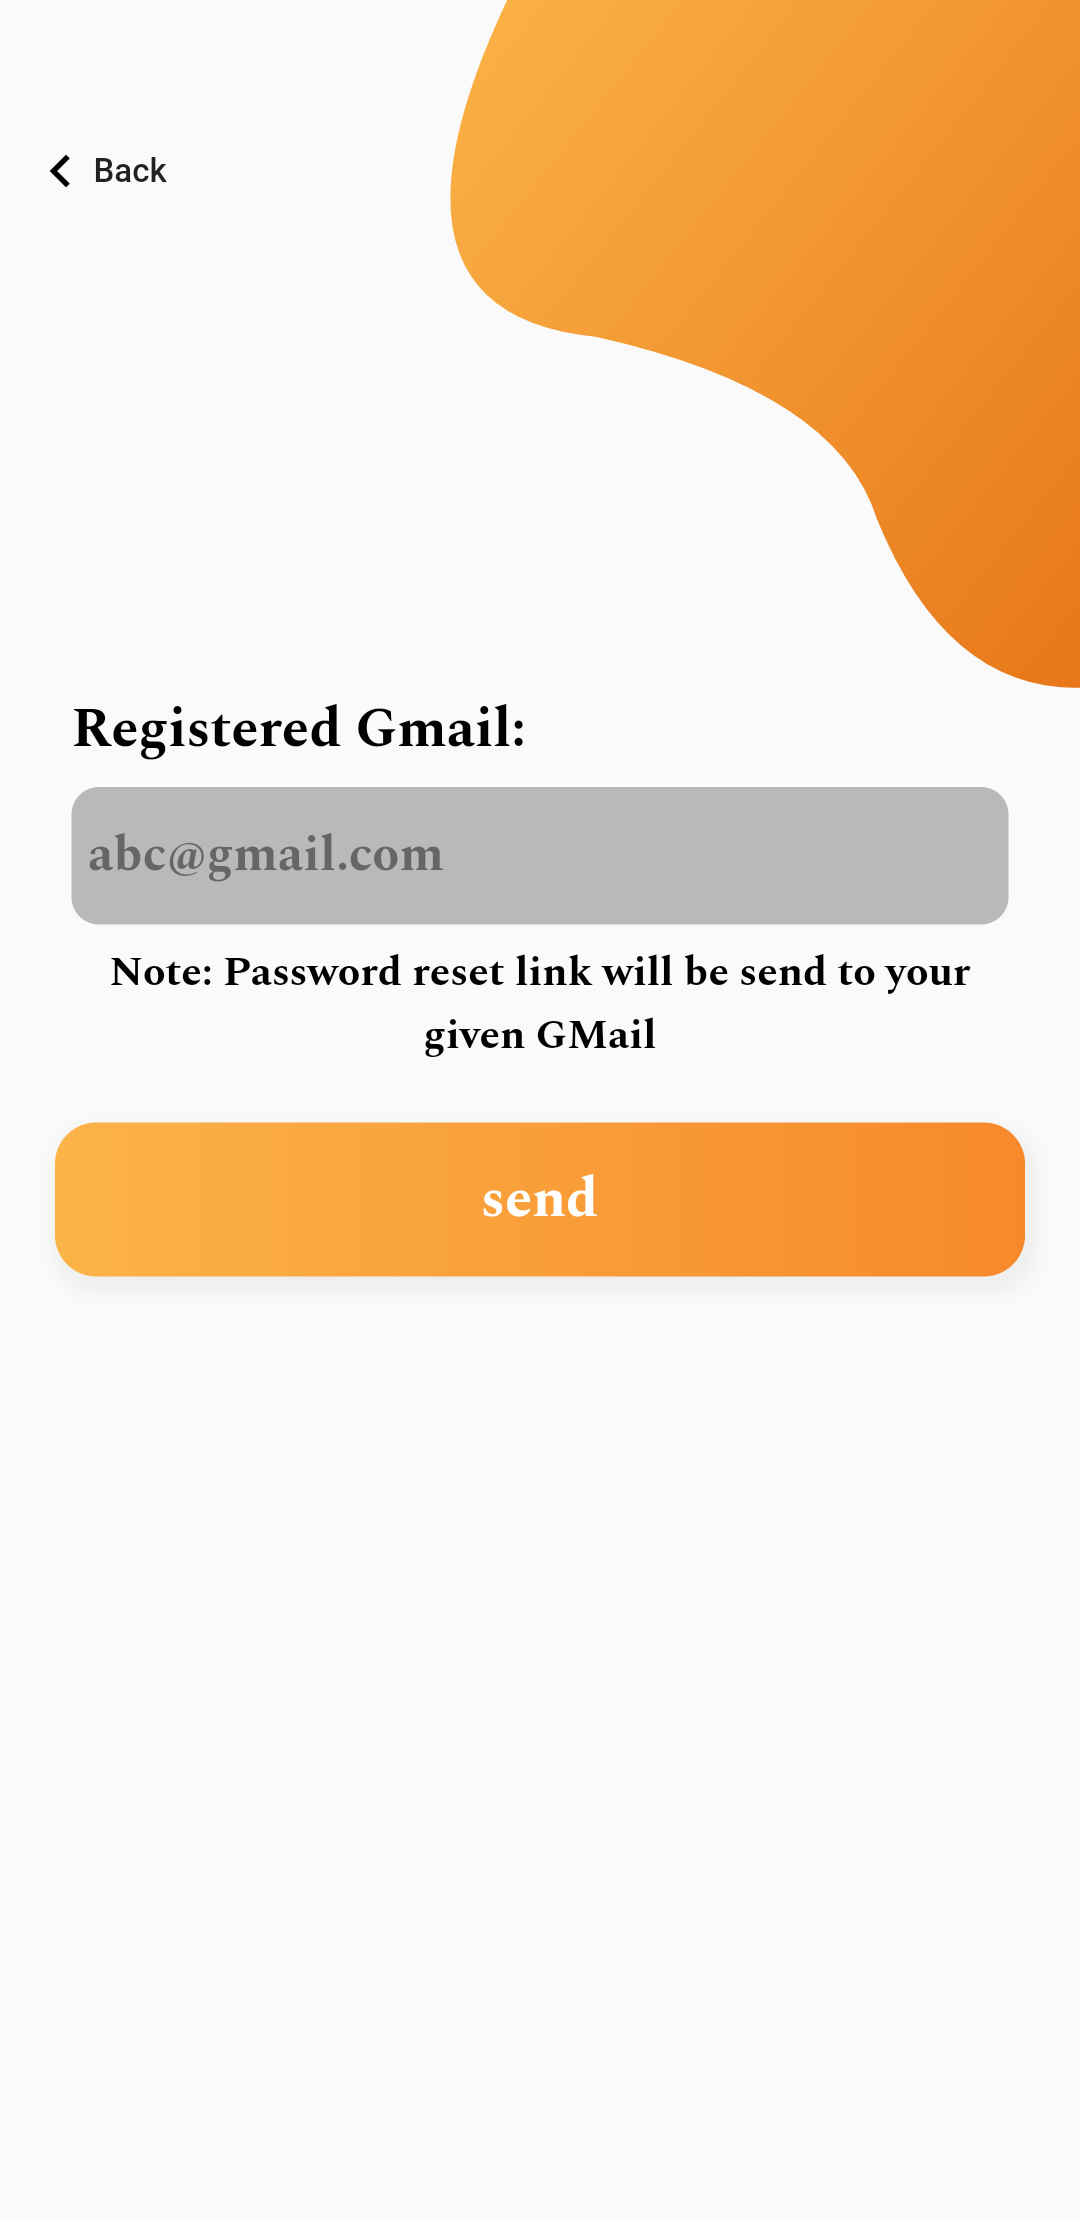 Back
Registered Gmail:
abc@gmail.com
Note: Password reset link will be send to your
given GMail
send